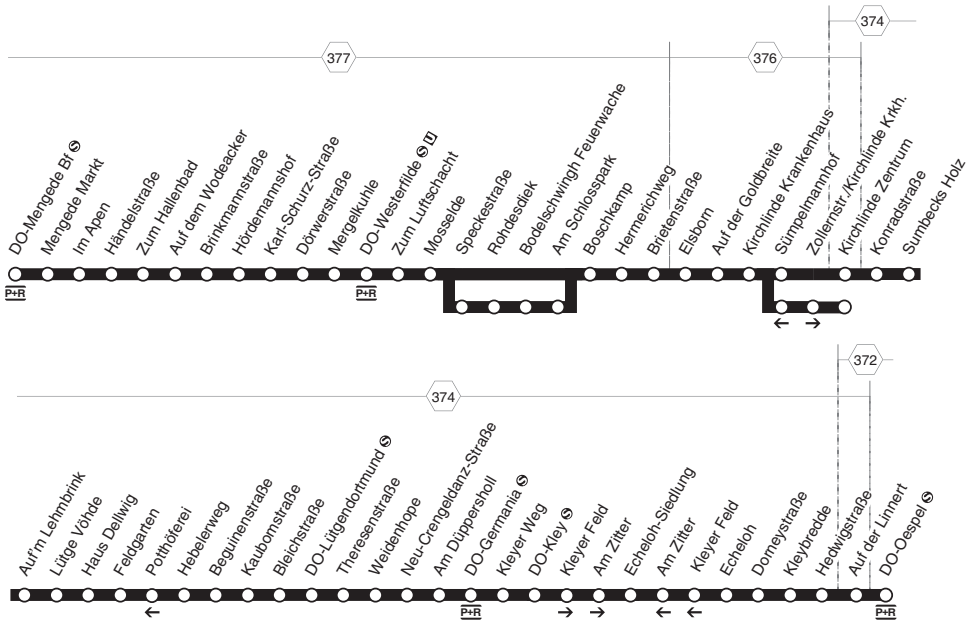 374
377
376
DO-Mengede Bf S
Mengede Markt
Im Apen
Händelstraße
Zum Hallenbad
Auf dem Wodeacker
Brinkmannstraße
Hördemannshof
Karl-Schurz-Straße
Dörwerstraße
Mergelkuhle
DO-Westerfilde S U
Zum Luftschacht
Mosselde
Speckestraße
Rohdesdiek
Bodelschwingh Feuerwache
Am Schlosspark
Boschkamp
Herrnerichweg
Brietenstraße
Eisborn
Auf der Goldbreite
Kirchlinde Krankenhaus
Sümpelmannhof
Zollernstr./Kirchlinde Krkh.
Kirchlinde Zentrum
Konradstraße
Sumbecks Holz
P+R
P+R
372
374
Auf'm Lehmbrink
Lütge Vöhde
Haus Dellwig
Feldgarten
Potthöferei
Hebelerweg
Beguinenstraße
Kaubomstraße
Bleichstraße
DO-Lütgendortmund S
Theresenstraße
Weidenhope
Neu-Crengeldanz-Straße
Am Düppersholl
DO-Germania S
Kleyer Weg
DO-Kley S
Kleyer Feld
Am Zitter
Echeloh-Siedlung
Am Zitter
Kleyer Feld
Echeloh
Domeystraße
Kleybredde
Hedwigstraße
Auf der Linnert
DO-Oespel S
P+R
P+R